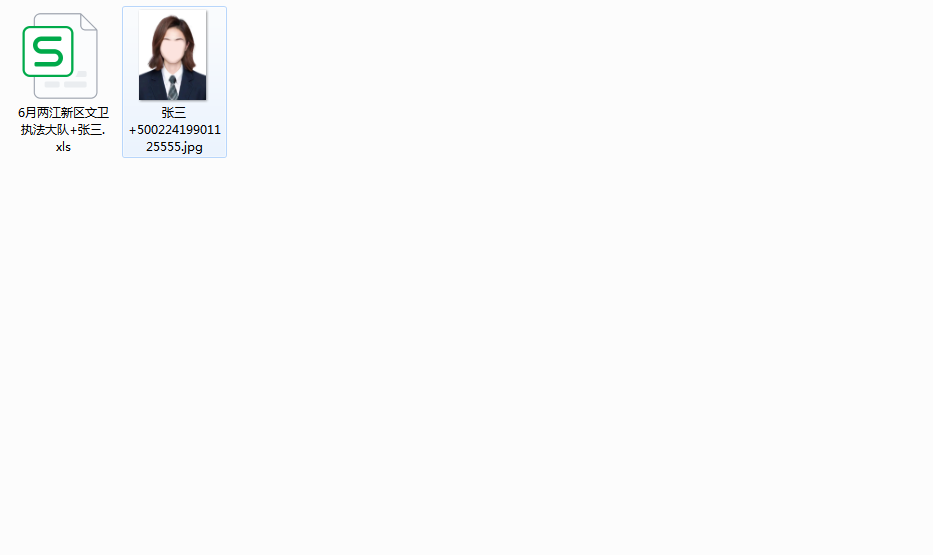 S
6月两江新区文卫
执法大队+张三.
xls
张三
+500224199011
25555.jpg